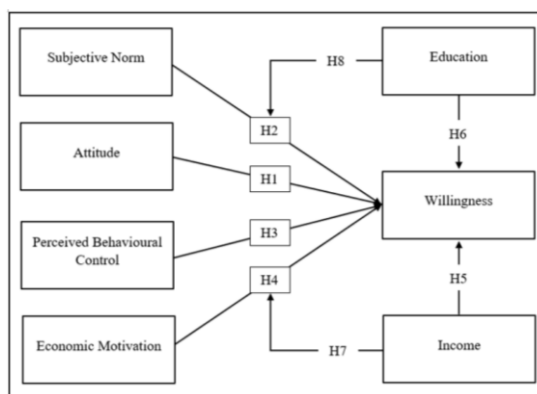 Subjective Norm
H8
Education
H2
H6
Attitude
H1
Willingness
H3
Perceived Behavioural
Control
H4
H5
Economic Motivation
H7
Income